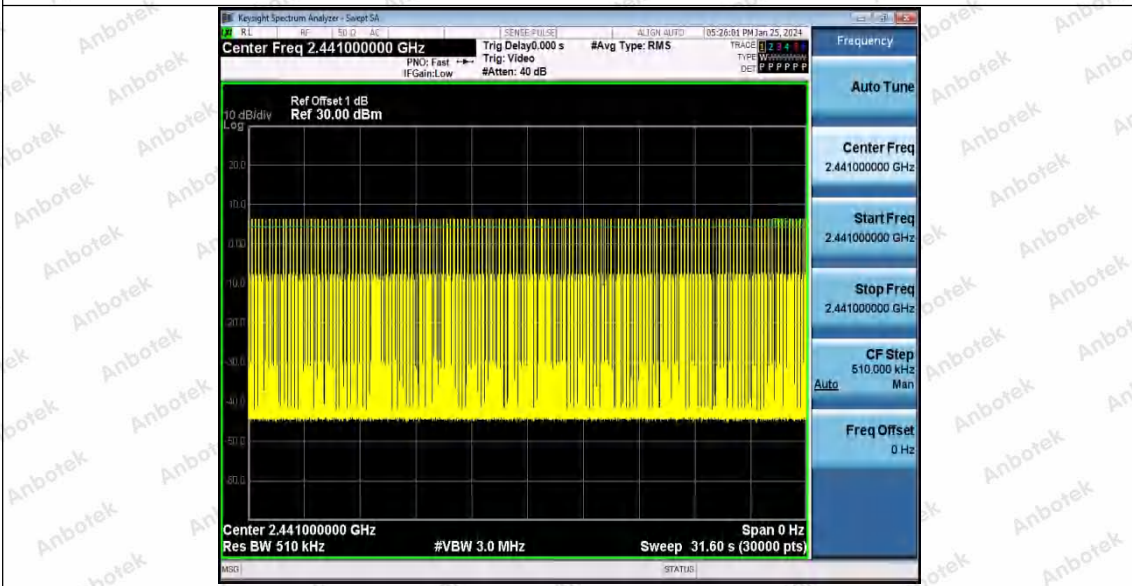 Keysight Spectrum Analyzer - Swept SA
RL RF 50 Ω AC SENSE:PULSE ALIGN AUTO 05:26:01 PM Jan 25, 2024
Center Freq 2.441000000 GHz
PNO: Fast
IFGain:Low
Trig Delay0.000 s
Trig: Video
#Atten: 40 dB
#Avg Type: RMS
TRACE 1 2 3 4 5 6
TYPE
DET P P P P P P
Ref Offset 1 dB
10 dB/div Ref 30.00 dBm
Log
20.0
10.0
0.00
-10.0
-20.0
-30.0
-40.0
-50.0
-60.0
Center 2.441000000 GHz Span 0 Hz
Res BW 510 kHz #VBW 3.0 MHz Sweep 31.60 s (30000 pts)
MSG STATUS
Frequency
Auto Tune
Center Freq
2.441000000 GHz
Start Freq
2.441000000 GHz
Stop Freq
2.441000000 GHz
CF Step
510.000 kHz
Auto Man
Freq Offset
0 Hz
Anbotek